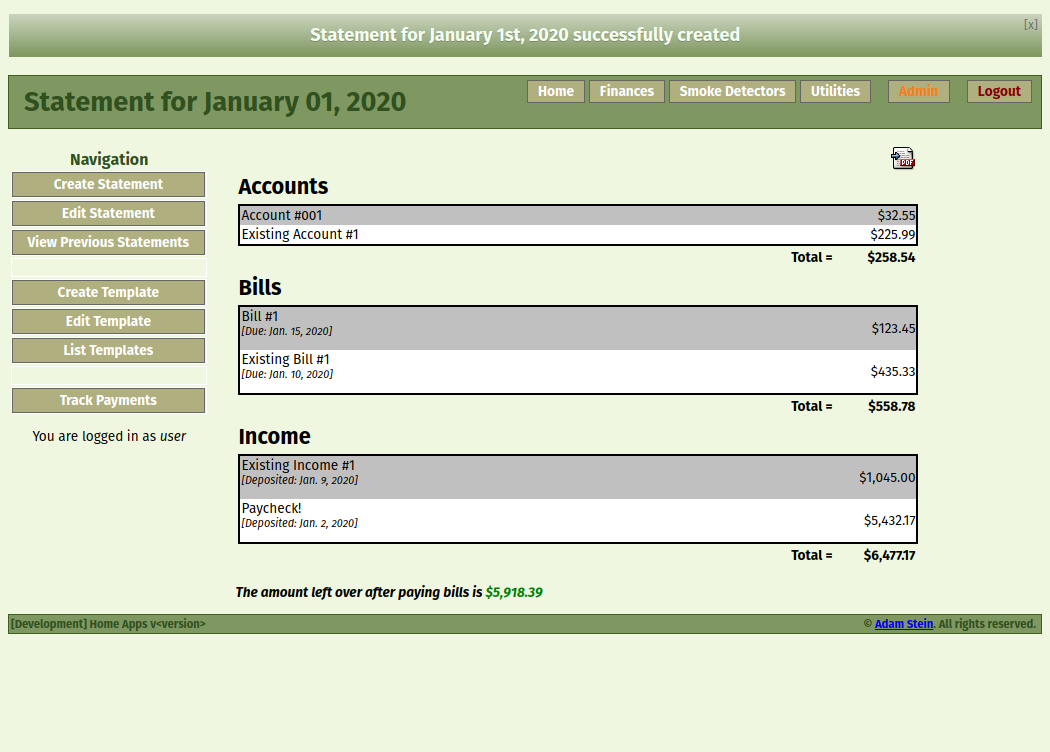 Statement for January 1st, 2020 successfully created
[x]
Statement for January 01, 2020
Home Finances Smoke Detectors Utilities Admin Logout
Navigation
Create Statement
Edit Statement
View Previous Statements
Create Template
Edit Template
List Templates
Track Payments
You are logged in as user
PDF
Accounts
Account #001 $32.55
Existing Account #1 $225.99
Total = $258.54
Bills
Bill #1 $123.45
[Due: Jan. 15, 2020]
Existing Bill #1 $435.33
[Due: Jan. 10, 2020]
Total = $558.78
Income
Existing Income #1 $1,045.00
[Deposited: Jan. 9, 2020]
Paycheck! $5,432.17
[Deposited: Jan. 2, 2020]
Total = $6,477.17
The amount left over after paying bills is $5,918.39
[Development] Home Apps v<version> © Adam Stein. All rights reserved.